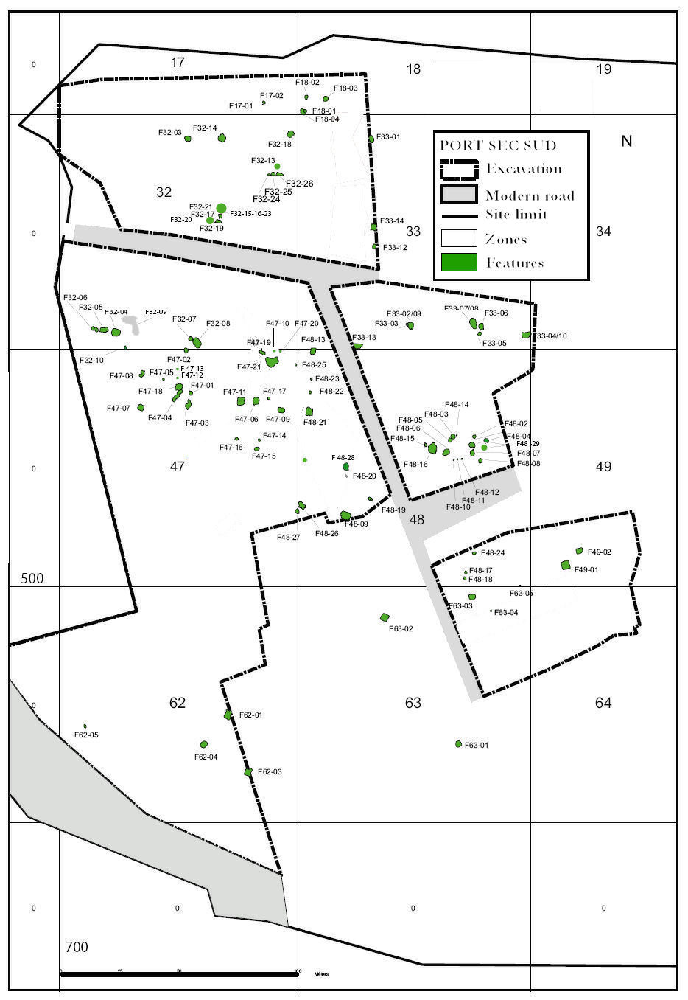 17
18
19
0
F18-02
F17-02
F18-03
F17-01
F18-01
F18-04
F32-03
F32-14
F32-18
F33-01
PORT SEC SUD
N
F32-13
Excavation
F32-26
F32-25
32
F32-24
Modern road
F32-21
F32-17
F32-15-16-23
F32-20
F32-19
Site limit
F33-14
0
33
34
Zones
F33-12
Features
F32-06
F32-05
F32-04
F32-09
F32-07
F32-08
F47-10
F47-20
F33-02/09
F33-07/08
F33-06
F33-03
F33-04/10
F47-19
F48-13
F33-13
F33-05
F32-10
F47-02
F47-21
F48-25
F47-13
F47-05
F47-12
F47-08
F48-23
F47-18
F47-01
F47-11
F47-17
F48-22
F47-07
F47-04
F47-03
F47-06
F47-09
F48-21
F48-14
F48-03
F48-05
F48-06
F48-02
F48-15
F48-04
F48-29
F48-07
F48-16
F48-08
F47-14
F47-16
F47-15
F48-28
0
47
49
F48-20
F48-12
F48-11
F48-10
F48-19
48
F48-09
F48-26
F48-27
F48-24
F49-02
F48-17
F49-01
F48-18
500
F63-05
F63-03
F63-04
F63-02
0
62
63
64
F62-01
F62-05
F62-04
F63-01
F62-03
0
0
0
0
700
0
25
50
Mètres